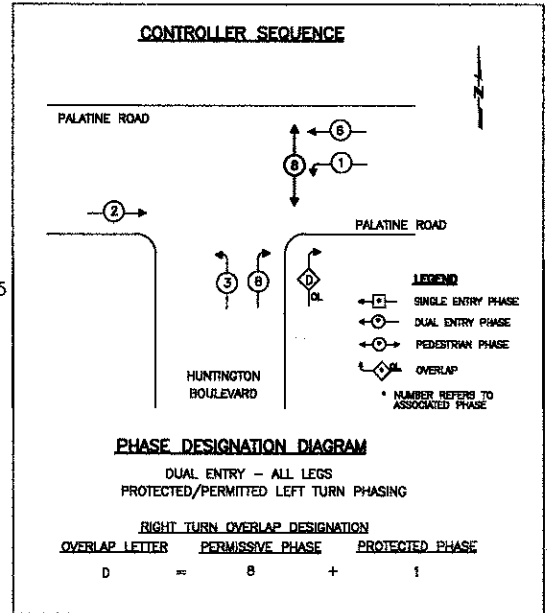 CONTROLLER SEQUENCE
N
PALATINE ROAD
6
8
1
2
PALATINE ROAD
3
8
D
OL
5
LEGEND
* SINGLE ENTRY PHASE
* DUAL ENTRY PHASE
* PEDESTRIAN PHASE
* OL OVERLAP
* NUMBER REFERS TO
ASSOCIATED PHASE
HUNTINGTON
BOULEVARD
PHASE DESIGNATION DIAGRAM
DUAL ENTRY - ALL LEGS
PROTECTED/PERMITTED LEFT TURN PHASING
RIGHT TURN OVERLAP DESIGNATION
OVERLAP LETTER PERMISSIVE PHASE PROTECTED PHASE
D = 8 + 1